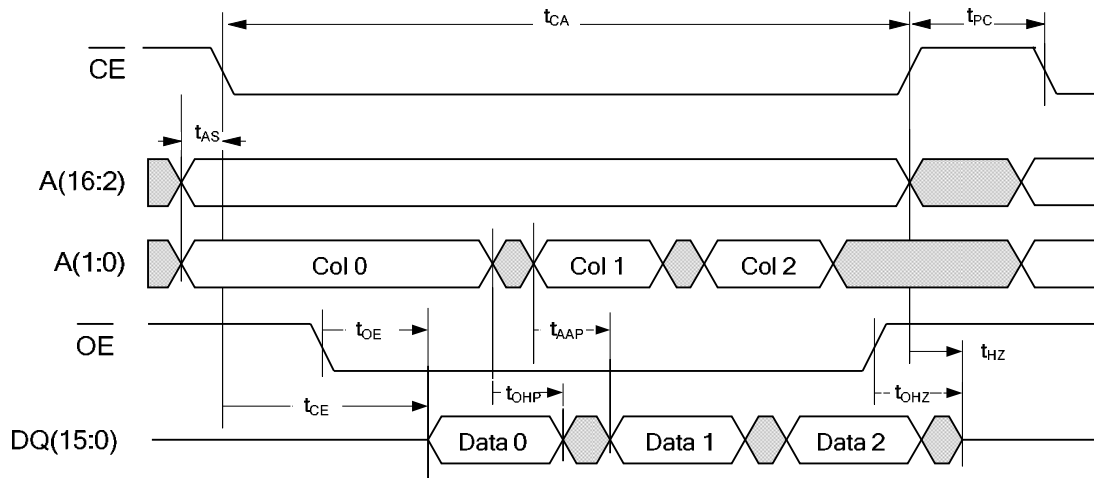 tCA
tPC
CE
tAS
A(16:2)
A(1:0)
Col 0
Col 1
Col 2
OE
tOE
tAAP
tHZ
tCE
tOHP
tOHZ
DQ(15:0)
Data 0
Data 1
Data 2